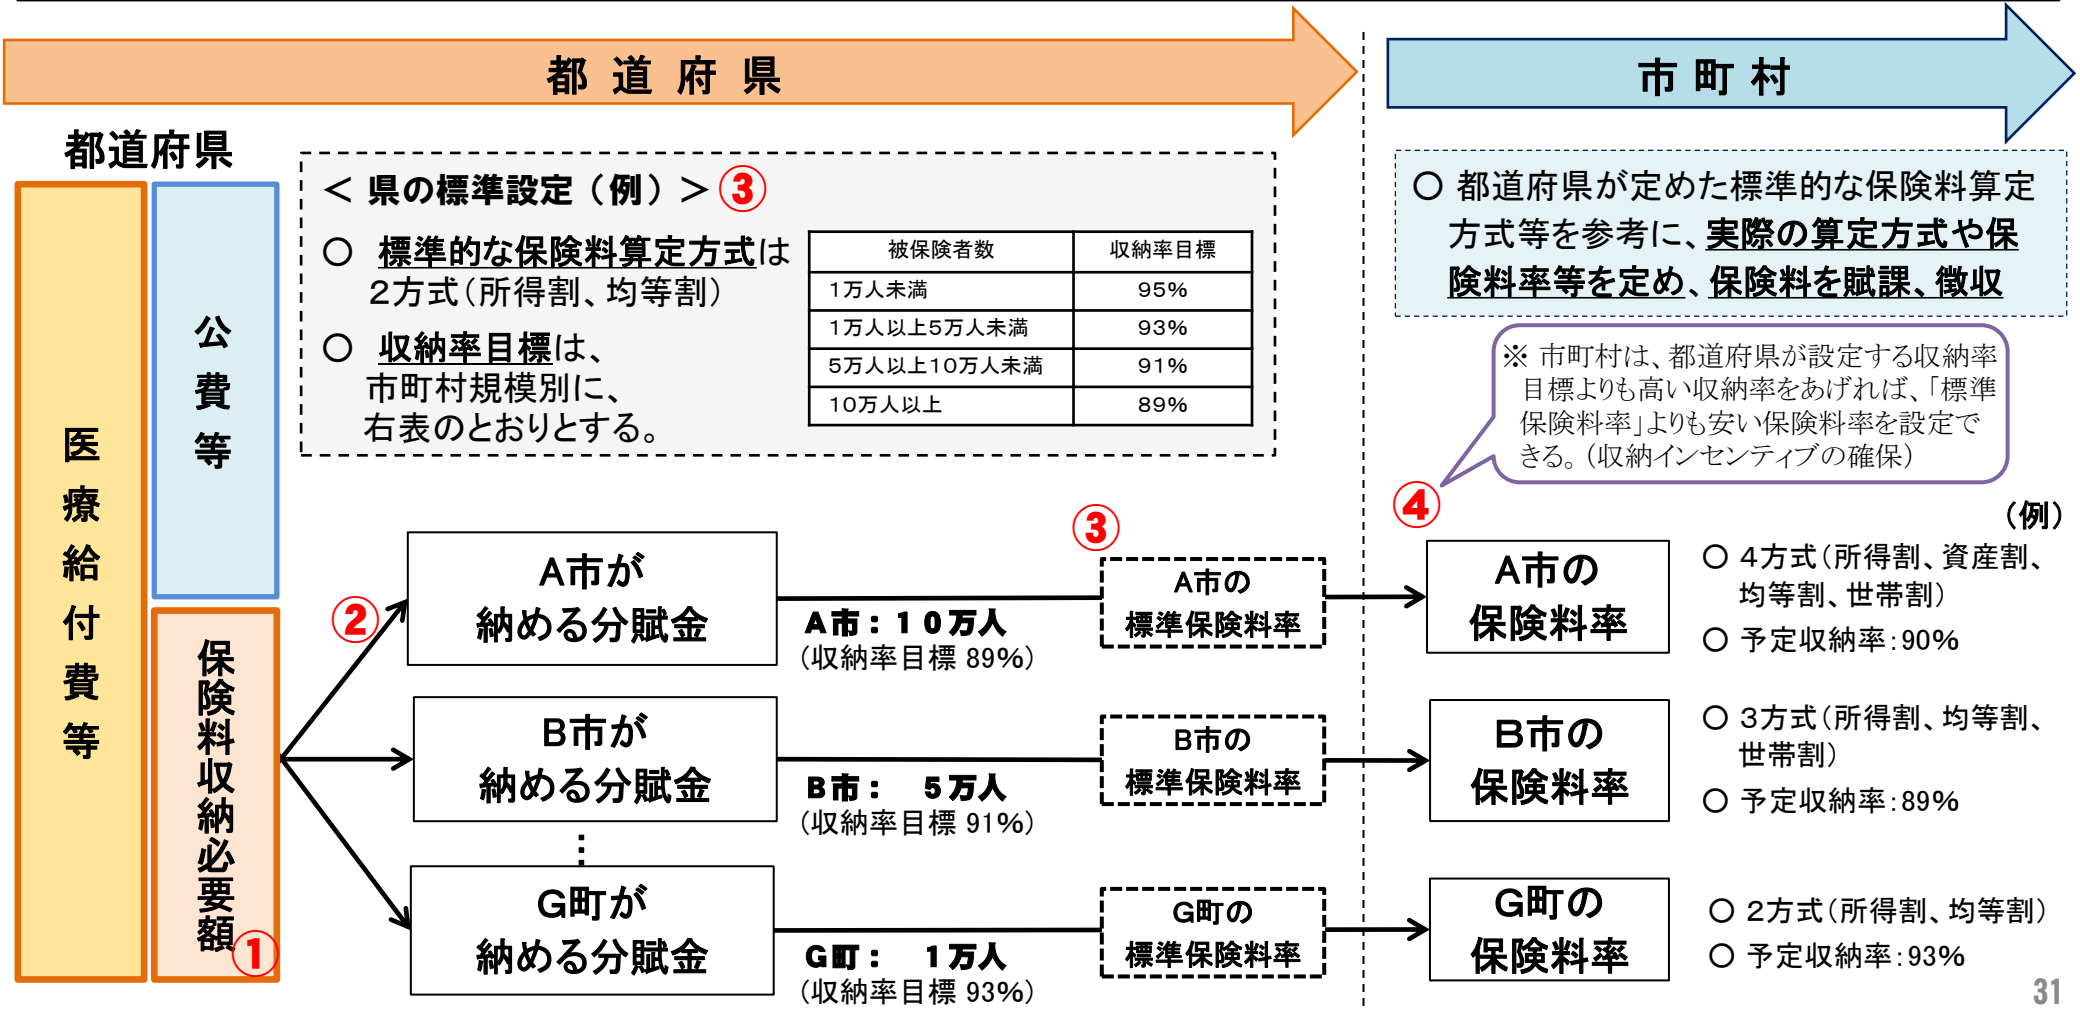 都道府県
市町村
都道府県
医療給付費等
公費等
保険料収納必要額
①
＜ 県の標準設定（例）＞ ③
○ 標準的な保険料算定方式は
２方式（所得割、均等割）
○ 収納率目標は、
市町村規模別に、
右表のとおりとする。
被保険者数 収納率目標
１万人未満 95%
１万人以上５万人未満 93%
５万人以上１０万人未満 91%
１０万人以上 89%
○ 都道府県が定めた標準的な保険料算定
方式等を参考に、実際の算定方式や保
険料率等を定め、保険料を賦課、徴収
※ 市町村は、都道府県が設定する収納率
目標よりも高い収納率をあげれば、「標準
保険料率」よりも安い保険料率を設定で
きる。（収納インセンティブの確保）
②
③
④
（例）
Ａ市が
納める分賦金
Ａ市：１０万人
（収納率目標 89%）
Ａ市の
標準保険料率
Ａ市の
保険料率
○ ４方式（所得割、資産割、
均等割、世帯割）
○ 予定収納率：90%
Ｂ市が
納める分賦金
Ｂ市：　５万人
（収納率目標 91%）
Ｂ市の
標準保険料率
Ｂ市の
保険料率
○ ３方式（所得割、均等割、
世帯割）
○ 予定収納率：89%
…
Ｇ町が
納める分賦金
Ｇ町：　１万人
（収納率目標 93%）
Ｇ町の
標準保険料率
Ｇ町の
保険料率
○ ２方式（所得割、均等割）
○ 予定収納率：93%
31